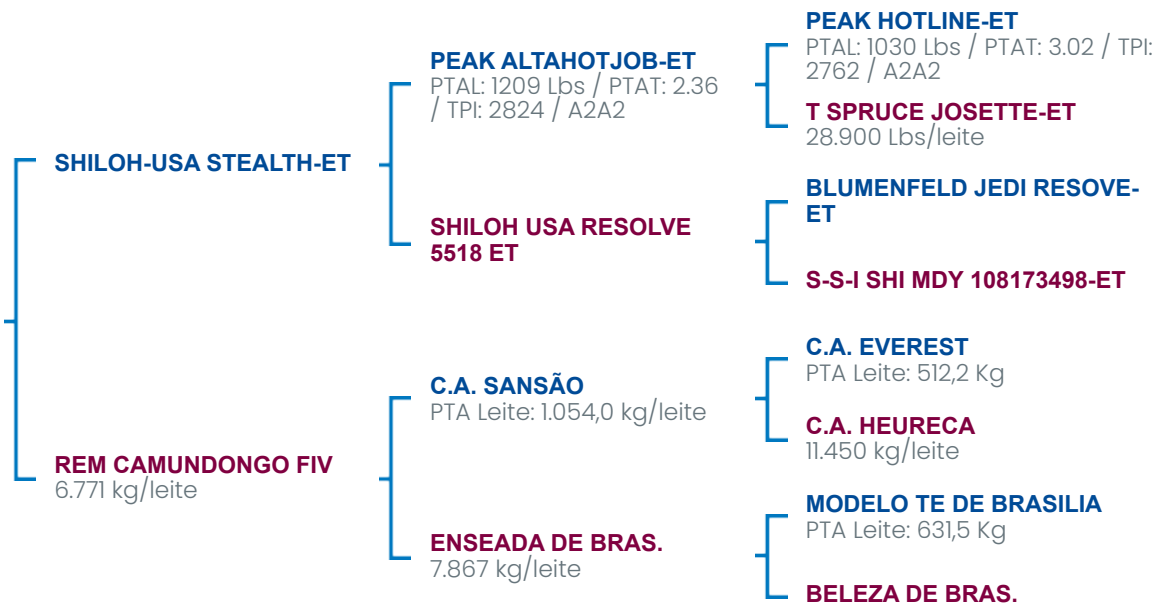 PEAK HOTLINE-ET
PTAL: 1030 Lbs / PTAT: 3.02 / TPI:
2762 / A2A2
PEAK ALTAHOTJOB-ET
PTAL: 1209 Lbs / PTAT: 2.36
/ TPI: 2824 / A2A2
T SPRUCE JOSETTE-ET
28.900 Lbs/leite
SHILOH-USA STEALTH-ET
BLUMENFELD JEDI RESOVE-
ET
SHILOH USA RESOLVE
5518 ET
S-S-I SHI MDY 108173498-ET
C.A. EVEREST
PTA Leite: 512,2 Kg
C.A. SANSÃO
PTA Leite: 1.054,0 kg/leite
C.A. HEURECA
11.450 kg/leite
REM CAMUNDONGO FIV
6.771 kg/leite
MODELO TE DE BRASILIA
PTA Leite: 631,5 Kg
ENSEADA DE BRAS.
7.867 kg/leite
BELEZA DE BRAS.